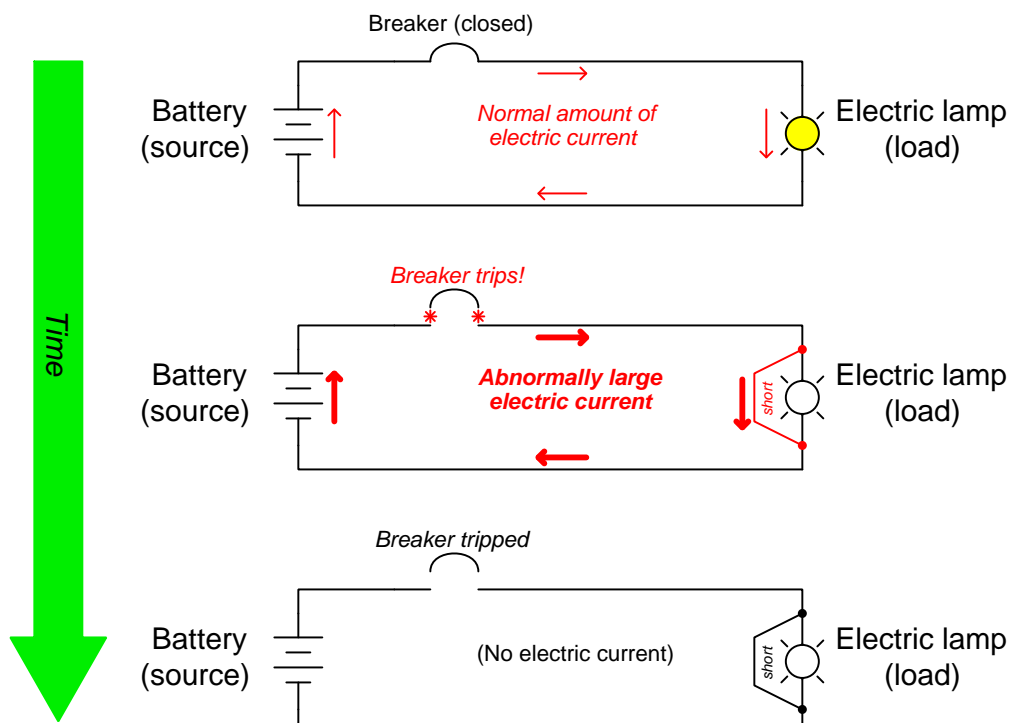 Breaker (closed)
Battery
(source)
Normal amount of
electric current
Electric lamp
(load)
Time
Breaker trips!
Battery
(source)
Abnormally large
electric current
short
Electric lamp
(load)
Breaker tripped
Battery
(source)
(No electric current)
short
Electric lamp
(load)